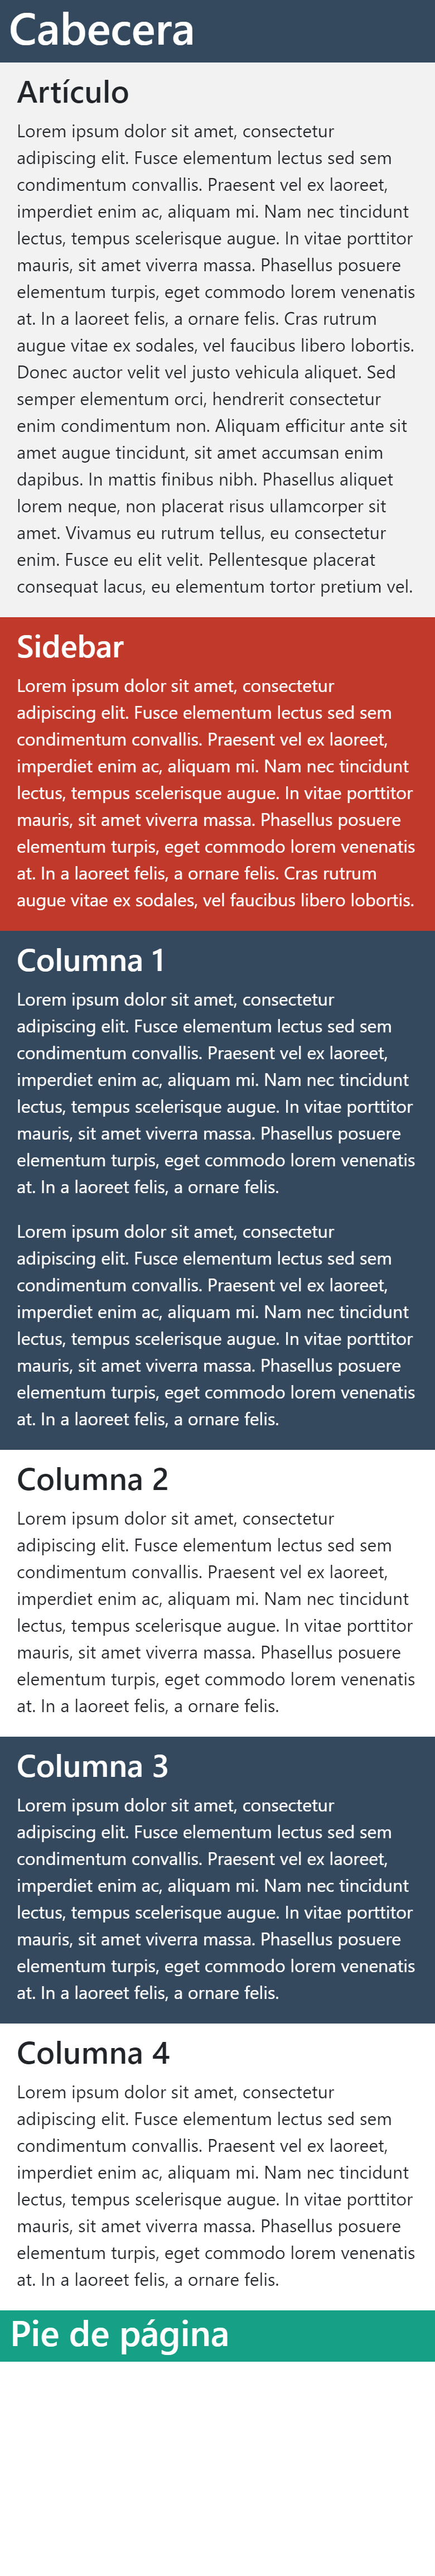 Cabecera
Artículo
Lorem ipsum dolor sit amet, consectetur
adipiscing elit. Fusce elementum lectus sed sem
condimentum convallis. Praesent vel ex laoreet,
imperdiet enim ac, aliquam mi. Nam nec tincidunt
lectus, tempus scelerisque augue. In vitae porttitor
mauris, sit amet viverra massa. Phasellus posuere
elementum turpis, eget commodo lorem venenatis
at. In a laoreet felis, a ornare felis. Cras rutrum
augue vitae ex sodales, vel faucibus libero lobortis.
Donec auctor velit vel justo vehicula aliquet. Sed
semper elementum orci, hendrerit consectetur
enim condimentum non. Aliquam efficitur ante sit
amet augue tincidunt, sit amet accumsan enim
dapibus. In mattis finibus nibh. Phasellus aliquet
lorem neque, non placerat risus ullamcorper sit
amet. Vivamus eu rutrum tellus, eu consectetur
enim. Fusce eu elit velit. Pellentesque placerat
consequat lacus, eu elementum tortor pretium vel.
Sidebar
Lorem ipsum dolor sit amet, consectetur
adipiscing elit. Fusce elementum lectus sed sem
condimentum convallis. Praesent vel ex laoreet,
imperdiet enim ac, aliquam mi. Nam nec tincidunt
lectus, tempus scelerisque augue. In vitae porttitor
mauris, sit amet viverra massa. Phasellus posuere
elementum turpis, eget commodo lorem venenatis
at. In a laoreet felis, a ornare felis. Cras rutrum
augue vitae ex sodales, vel faucibus libero lobortis.
Columna 1
Lorem ipsum dolor sit amet, consectetur
adipiscing elit. Fusce elementum lectus sed sem
condimentum convallis. Praesent vel ex laoreet,
imperdiet enim ac, aliquam mi. Nam nec tincidunt
lectus, tempus scelerisque augue. In vitae porttitor
mauris, sit amet viverra massa. Phasellus posuere
elementum turpis, eget commodo lorem venenatis
at. In a laoreet felis, a ornare felis.
Lorem ipsum dolor sit amet, consectetur
adipiscing elit. Fusce elementum lectus sed sem
condimentum convallis. Praesent vel ex laoreet,
imperdiet enim ac, aliquam mi. Nam nec tincidunt
lectus, tempus scelerisque augue. In vitae porttitor
mauris, sit amet viverra massa. Phasellus posuere
elementum turpis, eget commodo lorem venenatis
at. In a laoreet felis, a ornare felis.
Columna 2
Lorem ipsum dolor sit amet, consectetur
adipiscing elit. Fusce elementum lectus sed sem
condimentum convallis. Praesent vel ex laoreet,
imperdiet enim ac, aliquam mi. Nam nec tincidunt
lectus, tempus scelerisque augue. In vitae porttitor
mauris, sit amet viverra massa. Phasellus posuere
elementum turpis, eget commodo lorem venenatis
at. In a laoreet felis, a ornare felis.
Columna 3
Lorem ipsum dolor sit amet, consectetur
adipiscing elit. Fusce elementum lectus sed sem
condimentum convallis. Praesent vel ex laoreet,
imperdiet enim ac, aliquam mi. Nam nec tincidunt
lectus, tempus scelerisque augue. In vitae porttitor
mauris, sit amet viverra massa. Phasellus posuere
elementum turpis, eget commodo lorem venenatis
at. In a laoreet felis, a ornare felis.
Columna 4
Lorem ipsum dolor sit amet, consectetur
adipiscing elit. Fusce elementum lectus sed sem
condimentum convallis. Praesent vel ex laoreet,
imperdiet enim ac, aliquam mi. Nam nec tincidunt
lectus, tempus scelerisque augue. In vitae porttitor
mauris, sit amet viverra massa. Phasellus posuere
elementum turpis, eget commodo lorem venenatis
at. In a laoreet felis, a ornare felis.
Pie de página